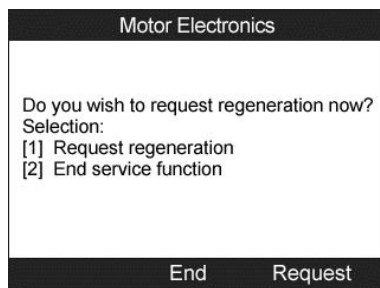 Motor Electronics
Do you wish to request regeneration now?
Selection:
[1] Request regeneration
[2] End service function
End Request